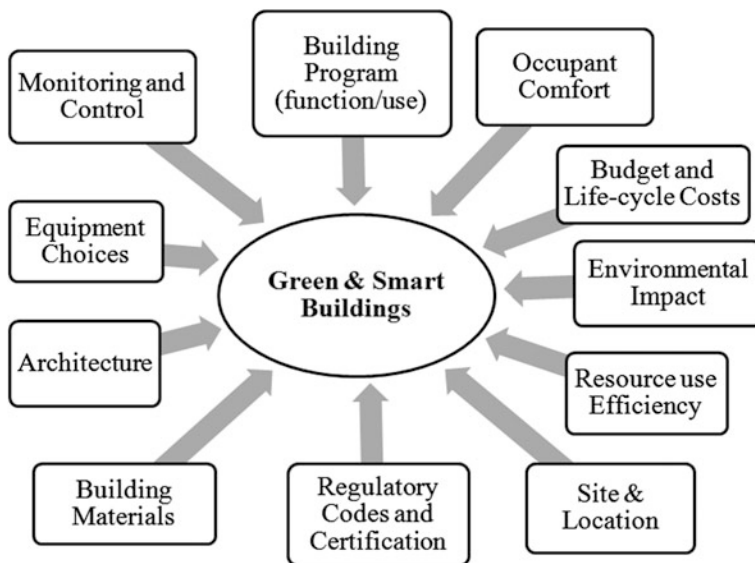 Building
Program
(function/use)
Occupant
Comfort
Monitoring and
Control
Budget and
Life-cycle Costs
Equipment
Choices
Green & Smart
Buildings
Environmental
Impact
Architecture
Resource use
Efficiency
Building
Materials
Regulatory
Codes and
Certification
Site &
Location